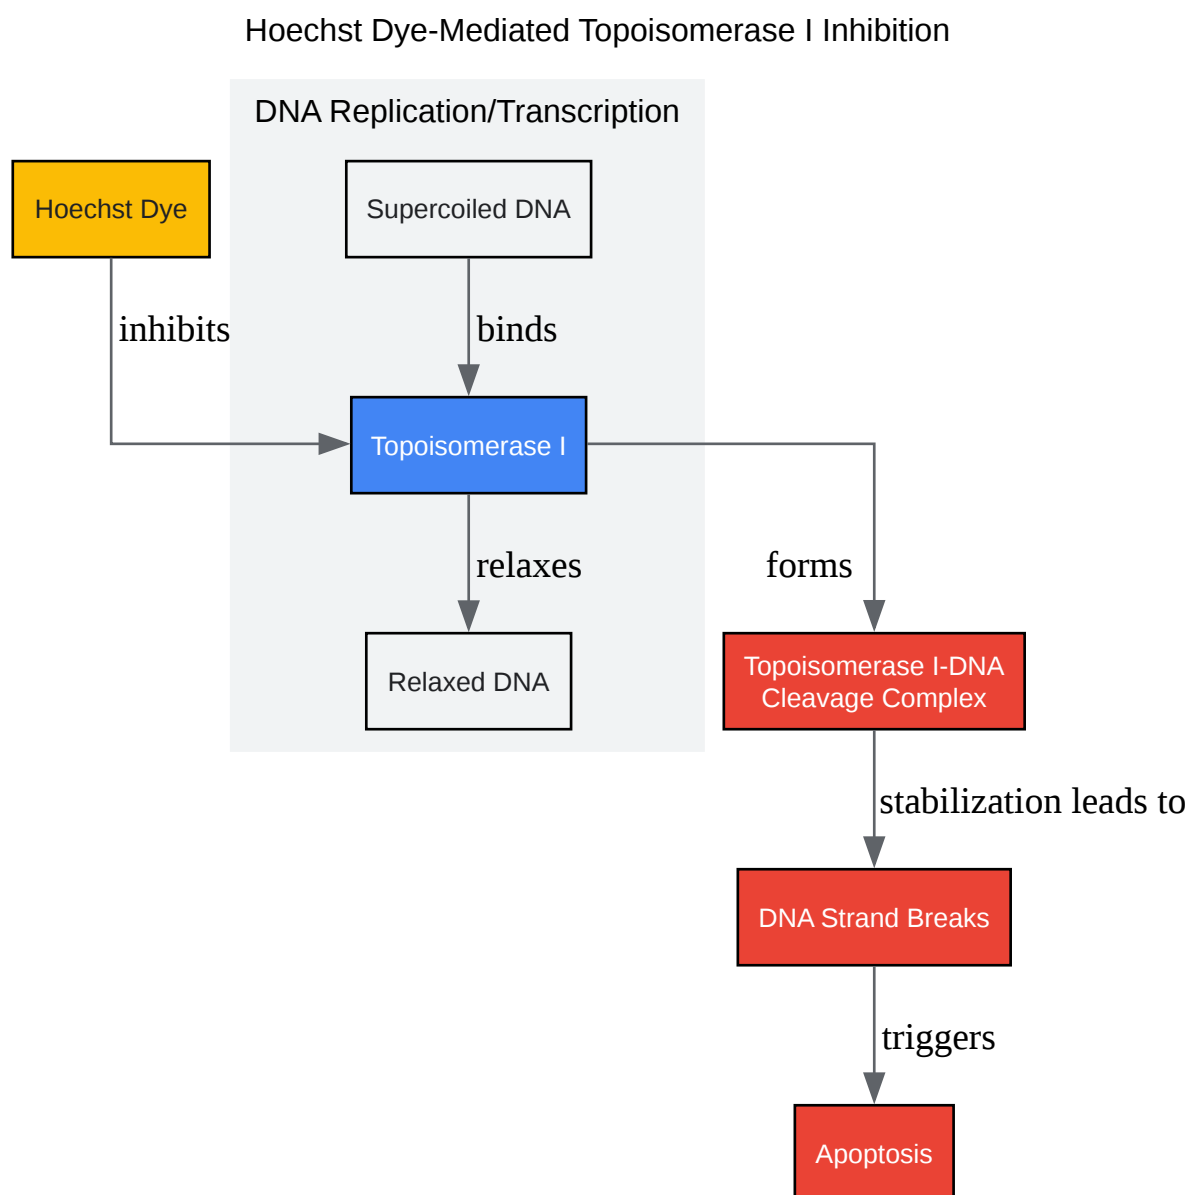 Hoechst Dye-Mediated Topoisomerase I Inhibition
DNA Replication/Transcription
Hoechst Dye
Supercoiled DNA
inhibits
binds
Topoisomerase I
relaxes
forms
Relaxed DNA
Topoisomerase I-DNA
Cleavage Complex
stabilization leads to
DNA Strand Breaks
triggers
Apoptosis